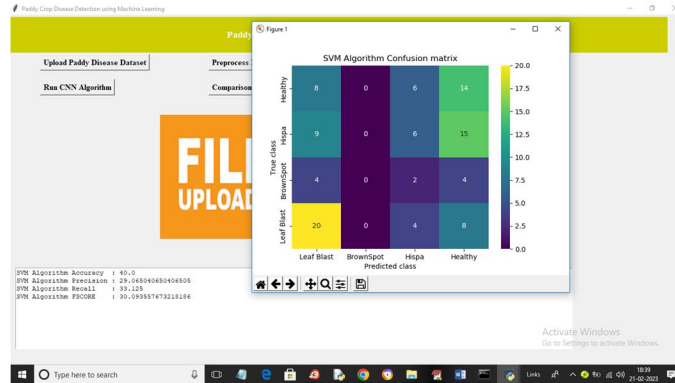 Paddy Crop Disease Detection using Machine Learning
Paddy
Upload Paddy Disease Dataset
Preprocess
Run CNN Algorithm
Comparison
FILE
UPLOAD
Figure 1
SVM Algorithm Confusion matrix
True class
Healthy 8 0 6 14
Hispa 9 0 6 15
BrownSpot 4 0 2 4
Leaf Blast 20 0 4 8
Leaf Blast BrownSpot Hispa Healthy
Predicted class
20.0
17.5
15.0
12.5
10.0
7.5
5.0
2.5
0.0
SVM Algorithm Accuracy : 40.0
SVM Algorithm Precision : 29.065040650406505
SVM Algorithm Recall : 33.125
SVM Algorithm FSCORE : 30.093557673218186
Activate Windows
Go to Settings to activate Windows.
Type here to search
Links
18:39
21-02-2023